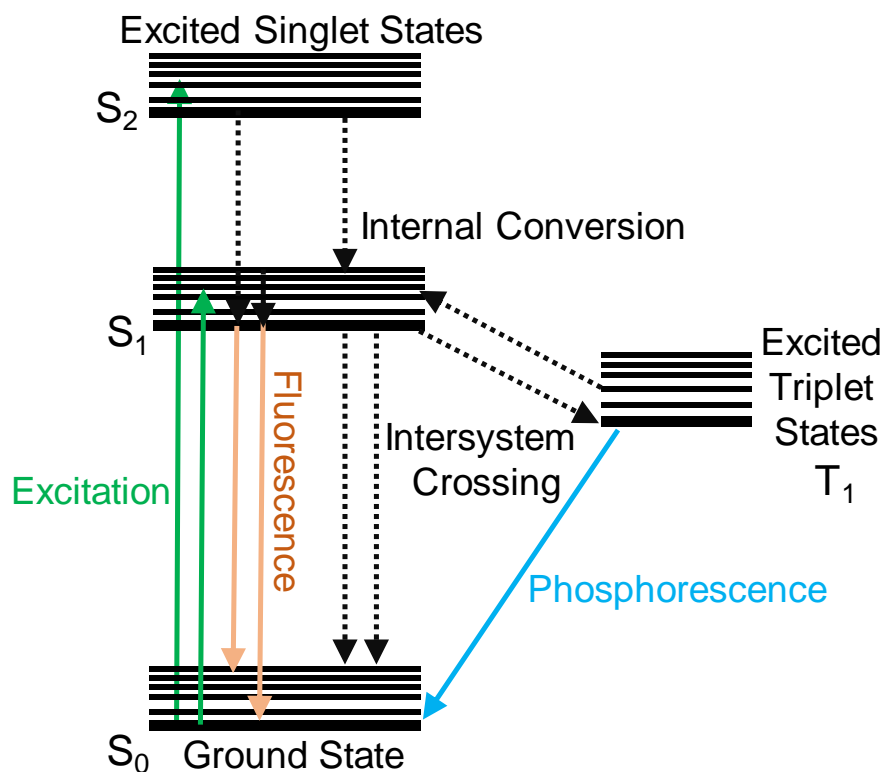 Excited Singlet States
S2
Internal Conversion
S1
Excited
Triplet
States
T1
Fluorescence
Intersystem
Crossing
Excitation
Phosphorescence
S0
Ground State